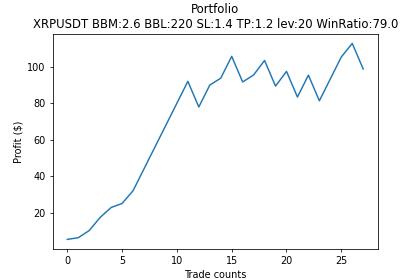 Portfolio
XRPUSDT BBM:2.6 BBL:220 SL:1.4 TP:1.2 lev:20 WinRatio:79.0
100
80
60
40
20
Profit ($)
0 5 10 15 20 25
Trade counts